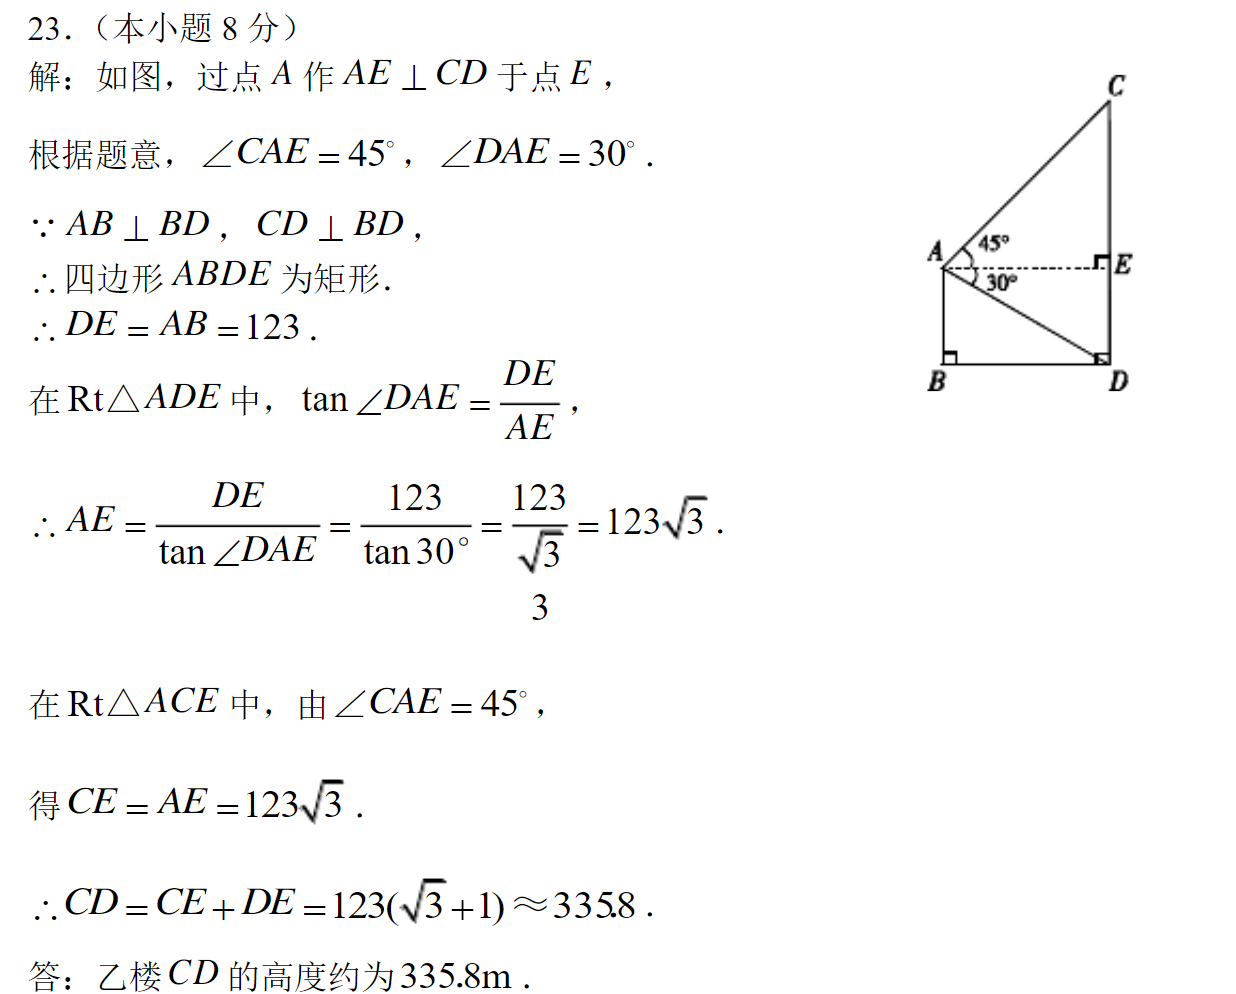 23.（本小题 8 分）
解：如图，过点 A 作 AE ⊥ CD 于点 E，
根据题意，∠CAE = 45°，∠DAE = 30°．
∵ AB ⊥ BD，CD ⊥ BD，
∴ 四边形 ABDE 为矩形．
∴ DE = AB = 123．
在 Rt△ADE 中，tan∠DAE = DE/AE，
∴ AE = DE/tan∠DAE = 123/tan30° = 123/(√3/3) = 123√3．
在 Rt△ACE 中，由∠CAE = 45°，
得 CE = AE = 123√3．
∴ CD = CE + DE = 123(√3 + 1) ≈ 335.8．
答：乙楼 CD 的高度约为 335.8m．
C
A
45°
E
30°
B
D